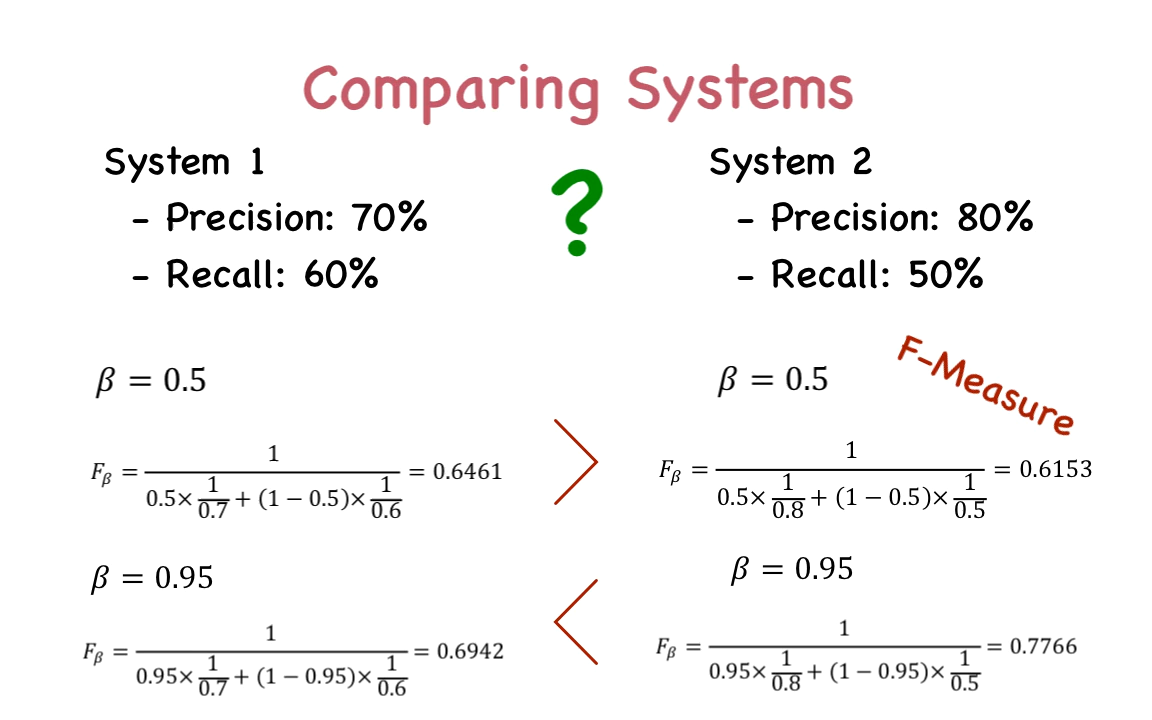 Comparing Systems
System 1
- Precision: 70%
- Recall: 60%
?
System 2
- Precision: 80%
- Recall: 50%
F-Measure
β = 0.5
F_β = 1 / (0.5× 1/0.7 + (1 − 0.5)× 1/0.6) = 0.6461
>
β = 0.5
F_β = 1 / (0.5× 1/0.8 + (1 − 0.5)× 1/0.5) = 0.6153
β = 0.95
F_β = 1 / (0.95× 1/0.7 + (1 − 0.95)× 1/0.6) = 0.6942
<
β = 0.95
F_β = 1 / (0.95× 1/0.8 + (1 − 0.95)× 1/0.5) = 0.7766